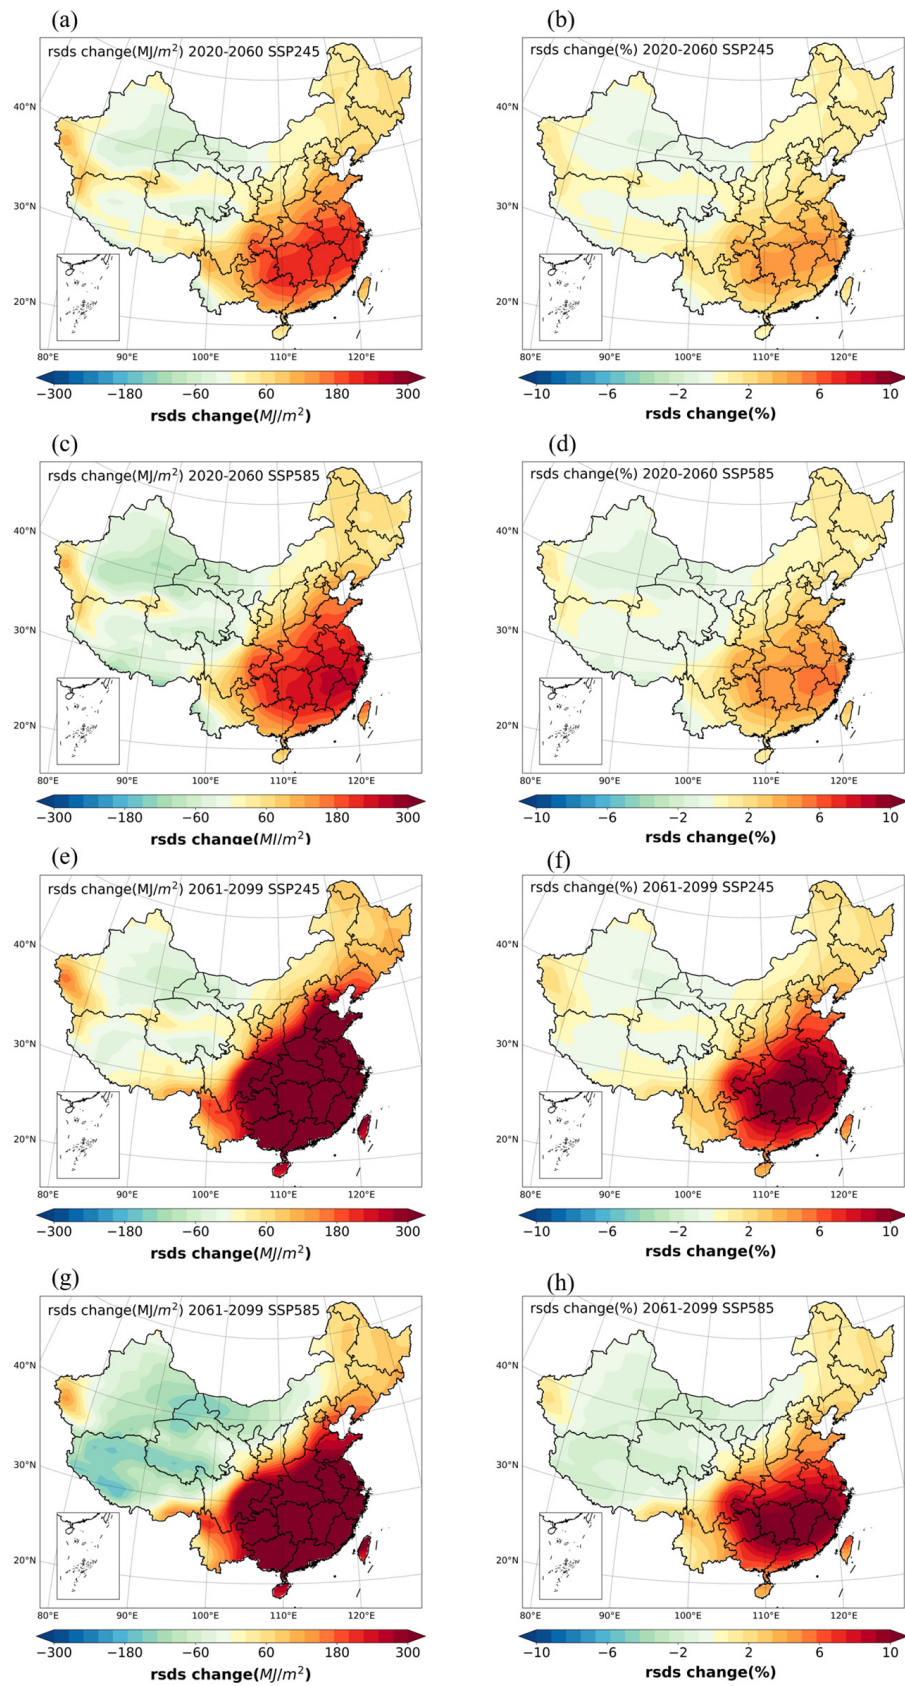 (a) (b)
rsds change(MJ/m²) 2020-2060 SSP245 rsds change(%) 2020-2060 SSP245
40°N 40°N
30°N 30°N
20°N 20°N
80°E 90°E 100°E 110°E 120°E 80°E 90°E 100°E 110°E 120°E
−300 −180 −60 60 180 300 −10 −6 −2 2 6 10
rsds change(MJ/m²) rsds change(%)
(c) (d)
rsds change(MJ/m²) 2020-2060 SSP585 rsds change(%) 2020-2060 SSP585
40°N 40°N
30°N 30°N
20°N 20°N
80°E 90°E 100°E 110°E 120°E 80°E 90°E 100°E 110°E 120°E
−300 −180 −60 60 180 300 −10 −6 −2 2 6 10
rsds change(MJ/m²) rsds change(%)
(e) (f)
rsds change(MJ/m²) 2061-2099 SSP245 rsds change(%) 2061-2099 SSP245
40°N 40°N
30°N 30°N
20°N 20°N
80°E 90°E 100°E 110°E 120°E 80°E 90°E 100°E 110°E 120°E
−300 −180 −60 60 180 300 −10 −6 −2 2 6 10
rsds change(MJ/m²) rsds change(%)
(g) (h)
rsds change(MJ/m²) 2061-2099 SSP585 rsds change(%) 2061-2099 SSP585
40°N 40°N
30°N 30°N
20°N 20°N
80°E 90°E 100°E 110°E 120°E 80°E 90°E 100°E 110°E 120°E
−300 −180 −60 60 180 300 −10 −6 −2 2 6 10
rsds change(MJ/m²) rsds change(%)